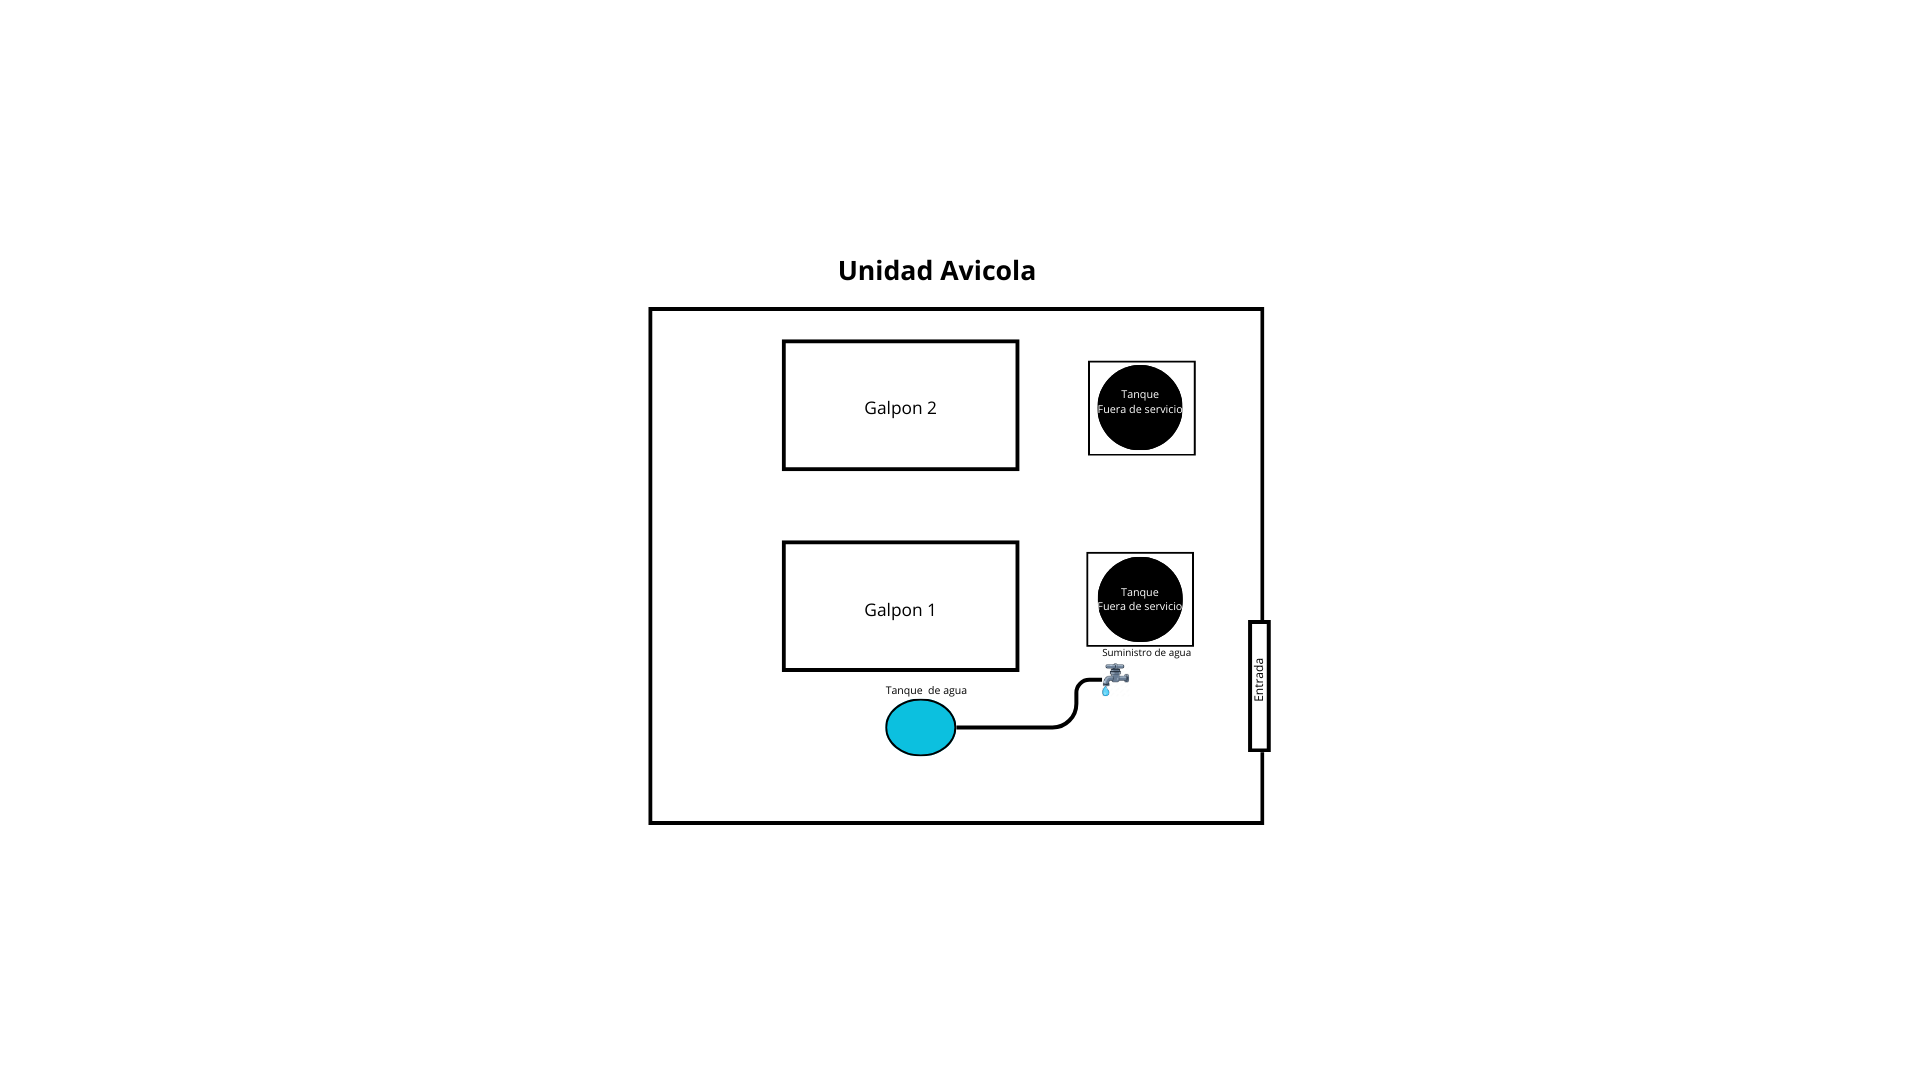 Unidad Avicola
Galpon 2
Tanque
Fuera de servicio
Galpon 1
Tanque
Fuera de servicio
Suministro de agua
Entrada
Tanque  de agua